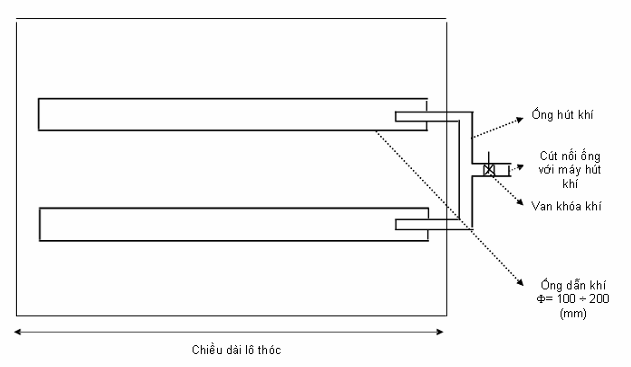 Ống hút khí
Cút nối ống
với máy hút
khí
Van khóa khí
Ống dẫn khí
Φ= 100 ÷ 200
(mm)
Chiều dài lô thóc